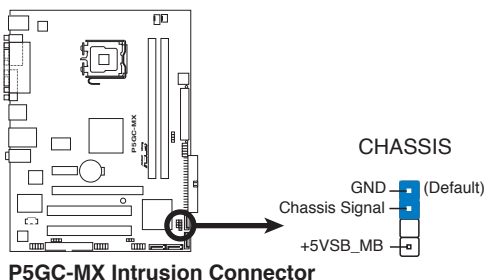 P5GC-MX
CHASSIS
GND
(Default)
Chassis Signal
+5VSB_MB
P5GC-MX Intrusion Connector